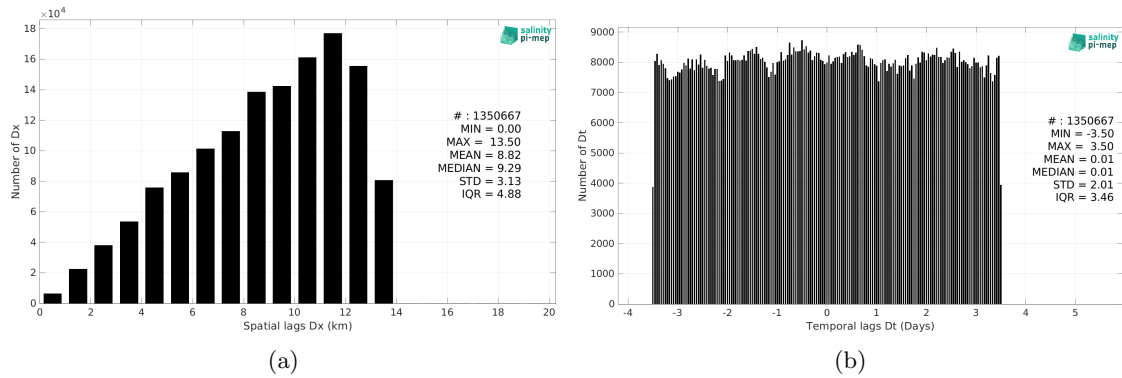 ×10⁴
18
16
14
12
10
8
6
4
2
0
Number of Dx
0 2 4 6 8 10 12 14 16 18 20
Spatial lags Dx (km)
salinity
pi-mep
# : 1350667
MIN = 0.00
MAX = 13.50
MEAN = 8.82
MEDIAN = 9.29
STD = 3.13
IQR = 4.88
(a)
9000
8000
7000
6000
5000
4000
3000
2000
1000
0
Number of Dt
-4 -3 -2 -1 0 1 2 3 4 5 6
Temporal lags Dt (Days)
salinity
pi-mep
# : 1350667
MIN = -3.50
MAX = 3.50
MEAN = 0.01
MEDIAN = 0.01
STD = 2.01
IQR = 3.46
(b)